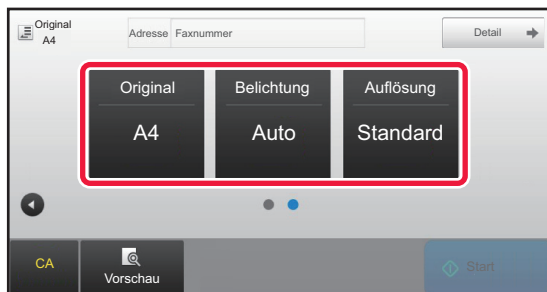 Original
A4
Adresse Faxnummer
Detail
Original Belichtung Auflösung
A4 Auto Standard
CA
Vorschau
Start